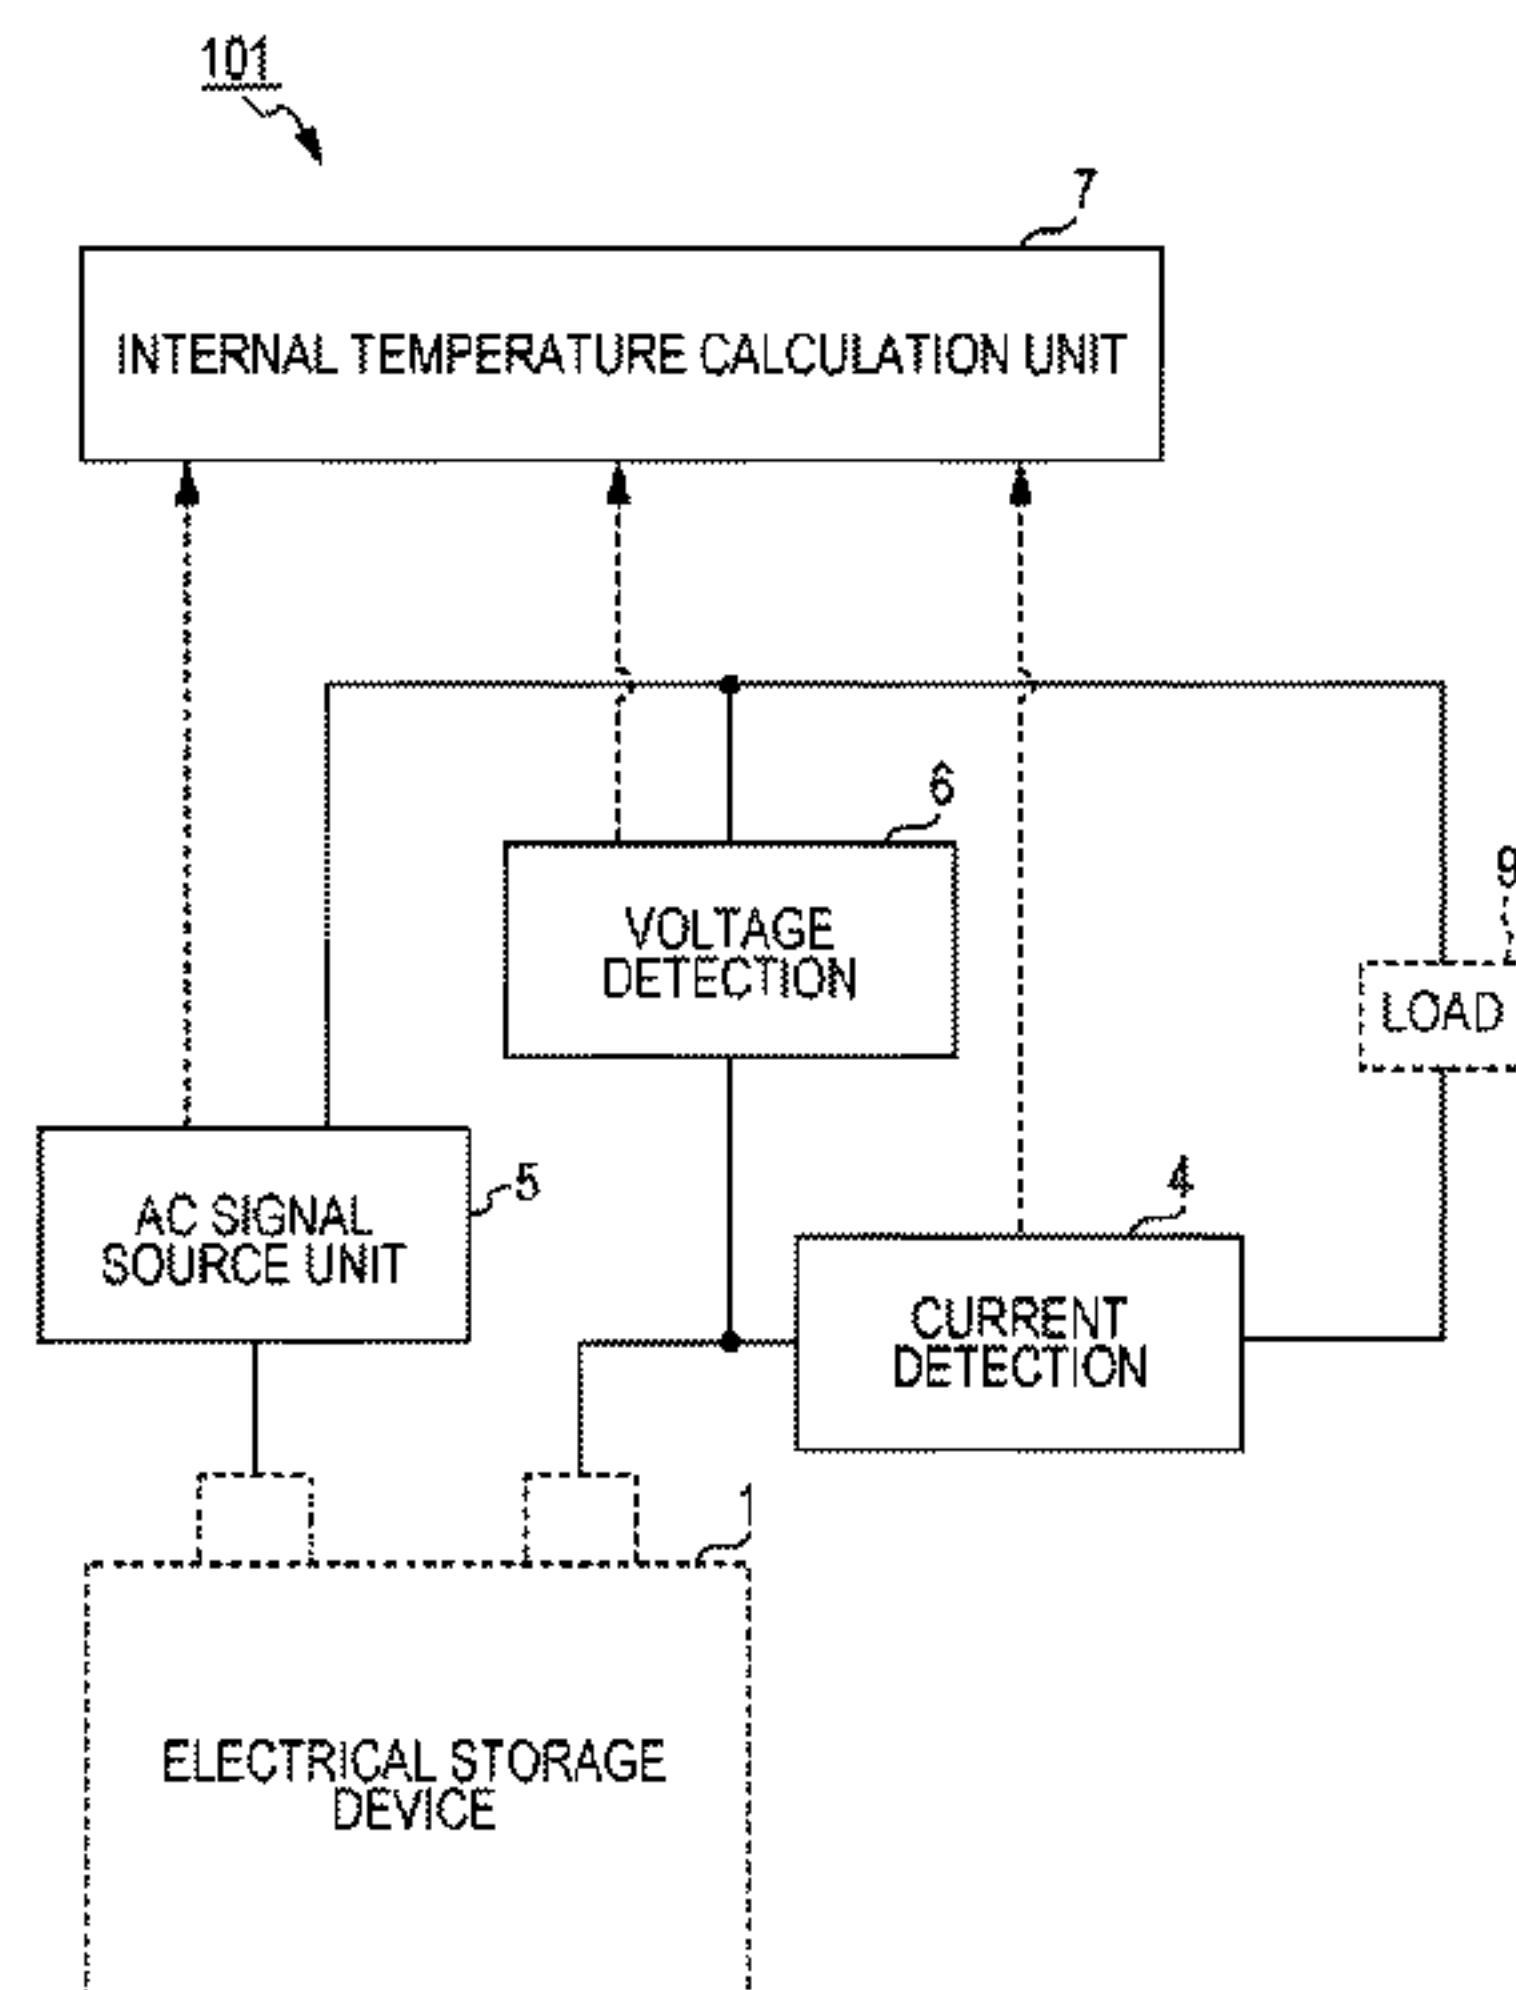 101
7
INTERNAL TEMPERATURE CALCULATION UNIT
6
VOLTAGE
DETECTION
9
LOAD
5
AC SIGNAL
SOURCE UNIT
4
CURRENT
DETECTION
1
ELECTRICAL STORAGE
DEVICE